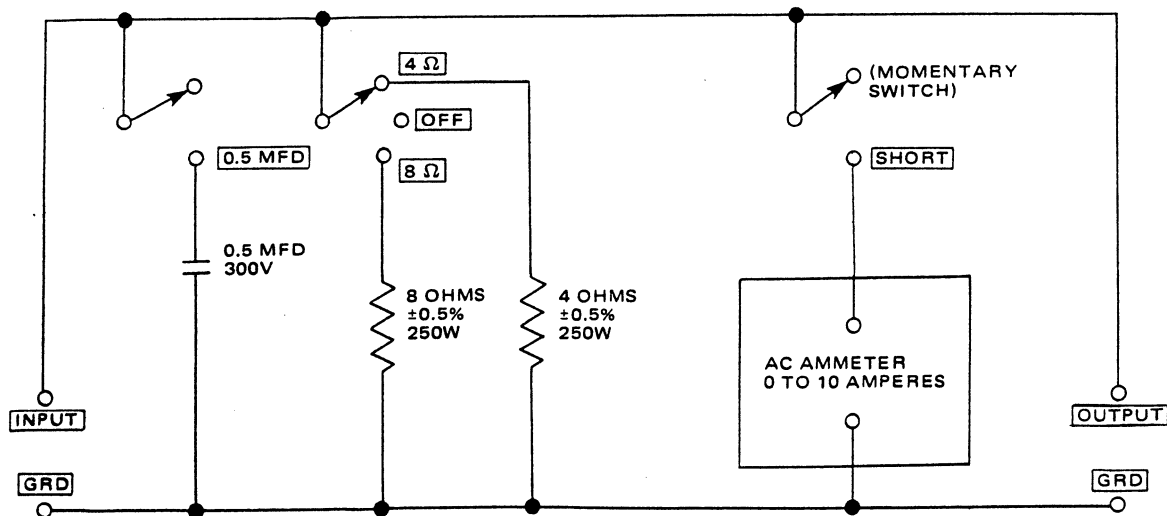 4 Ω
(MOMENTARY
SWITCH)
OFF
0.5 MFD
8 Ω
SHORT
0.5 MFD
300V
8 OHMS
±0.5%
250W
4 OHMS
±0.5%
250W
AC AMMETER
0 TO 10 AMPERES
INPUT
OUTPUT
GRD
GRD